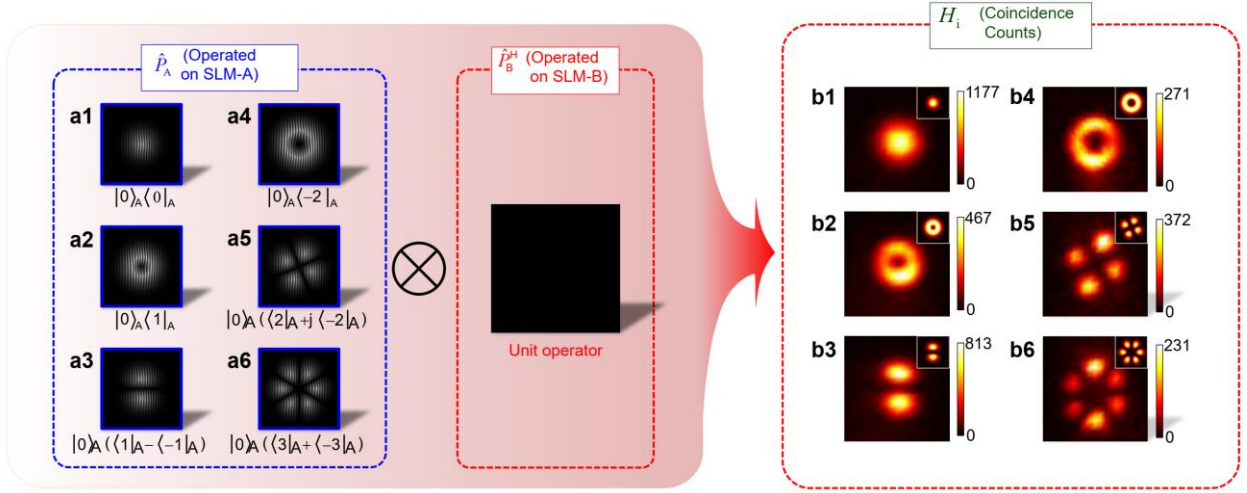 P̂_A (Operated
on SLM-A)
P̂_B^H (Operated
on SLM-B)
H_i (Coincidence
Counts)
a1
|0⟩_A⟨0|_A
a4
|0⟩_A⟨−2|_A
a2
|0⟩_A⟨1|_A
a5
|0⟩_A(⟨2|_A+j⟨−2|_A)
a3
|0⟩_A(⟨1|_A−⟨−1|_A)
a6
|0⟩_A(⟨3|_A+⟨−3|_A)
⊗
Unit operator
b1
1177
0
b4
271
0
b2
467
0
b5
372
0
b3
813
0
b6
231
0